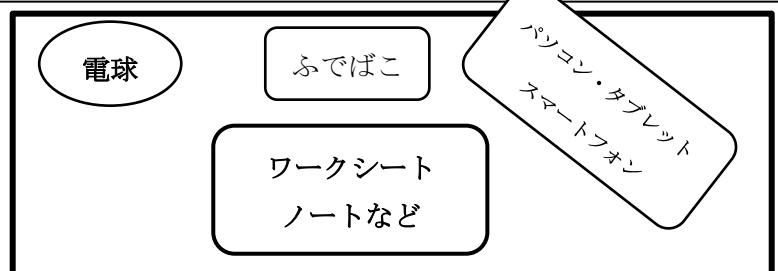 電球
ふでばこ
パソコン・タブレット
スマートフォン
ワークシート
ノートなど